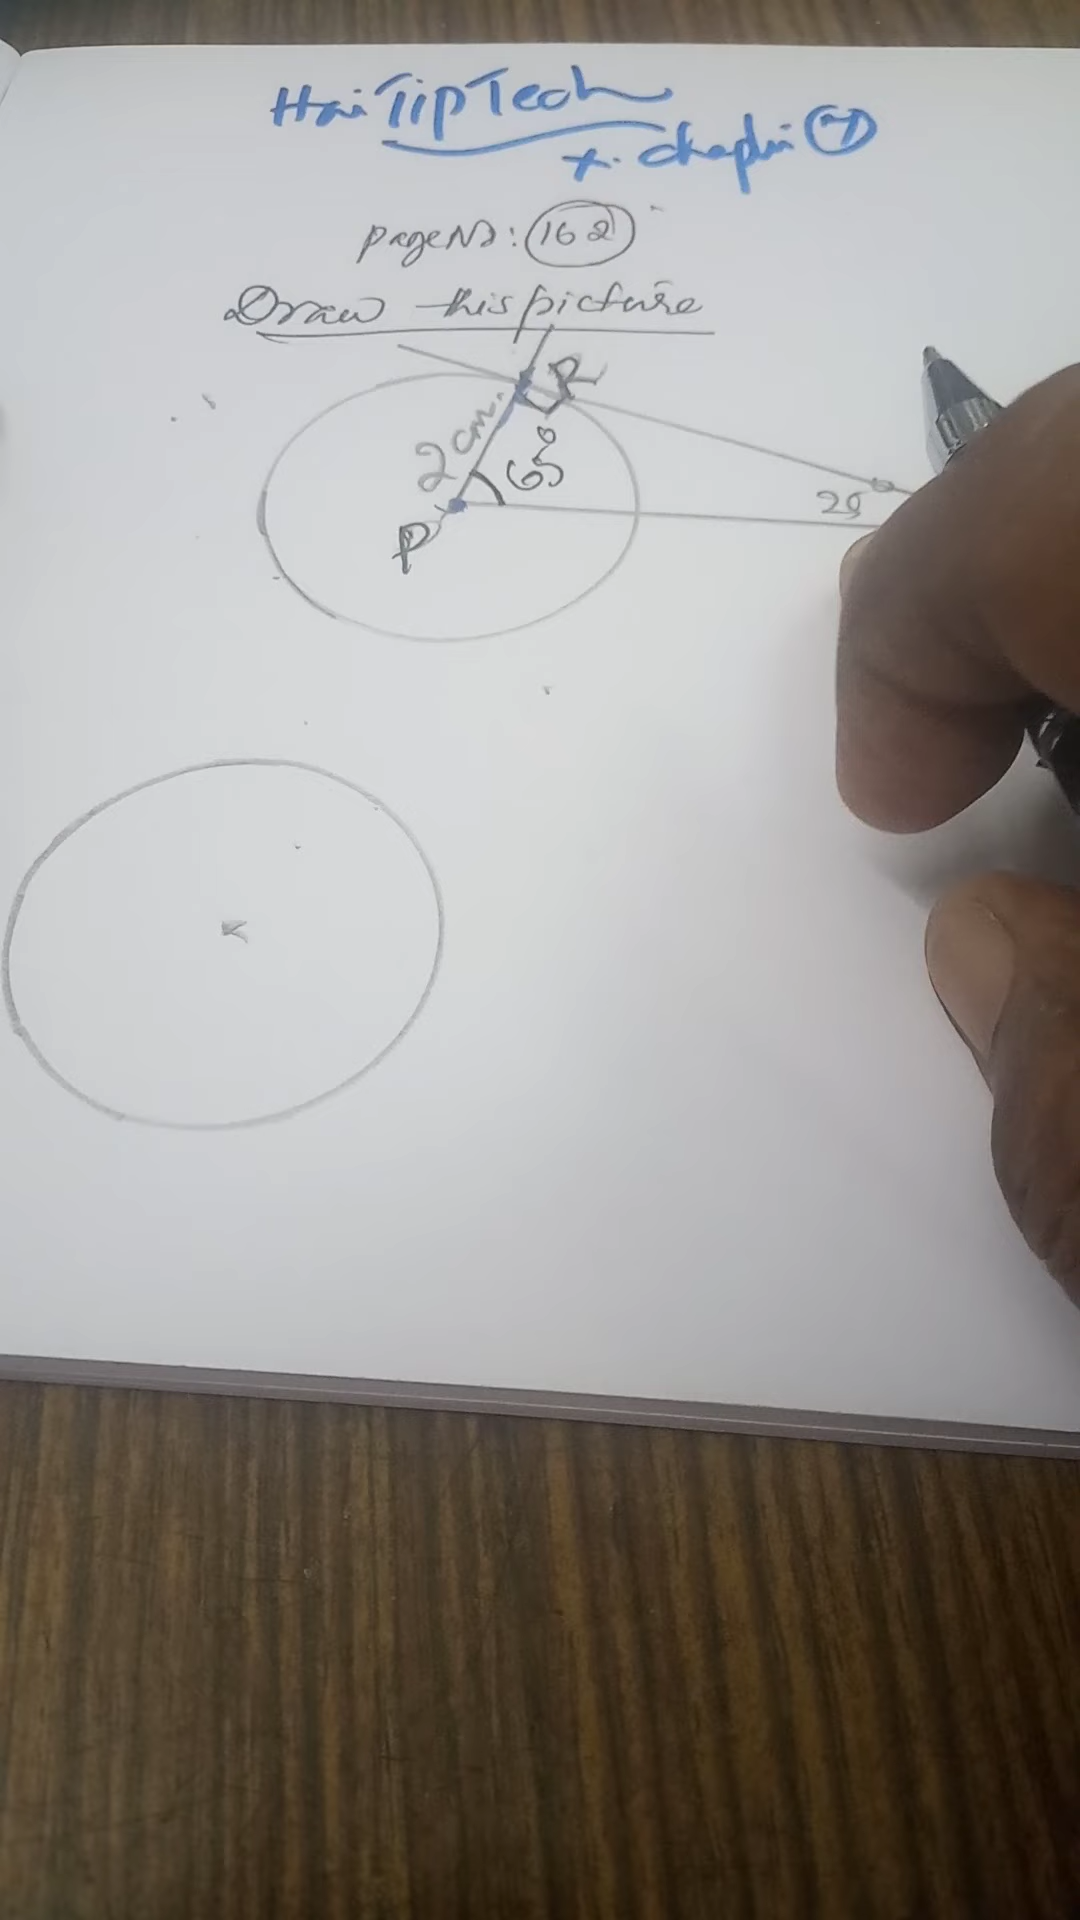 Hai TipTech
x. chapter 7
Page No: 162
Draw this picture
R
2 cm.
65°
25°
P